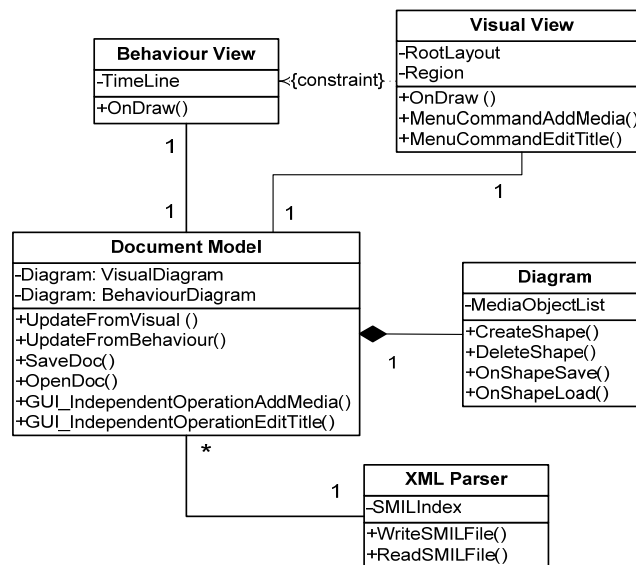 Visual View
-RootLayout
-Region
+OnDraw ()
+MenuCommandAddMedia()
+MenuCommandEditTitle()
Behaviour View
-TimeLine
+OnDraw()
<{constraint}
1
1
1
1
Document Model
-Diagram: VisualDiagram
-Diagram: BehaviourDiagram
+UpdateFromVisual ()
+UpdateFromBehaviour()
+SaveDoc()
+OpenDoc()
+GUI_IndependentOperationAddMedia()
+GUI_IndependentOperationEditTitle()
1
Diagram
-MediaObjectList
+CreateShape()
+DeleteShape()
+OnShapeSave()
+OnShapeLoad()
*
1
XML Parser
-SMILIndex
+WriteSMILFile()
+ReadSMILFile()